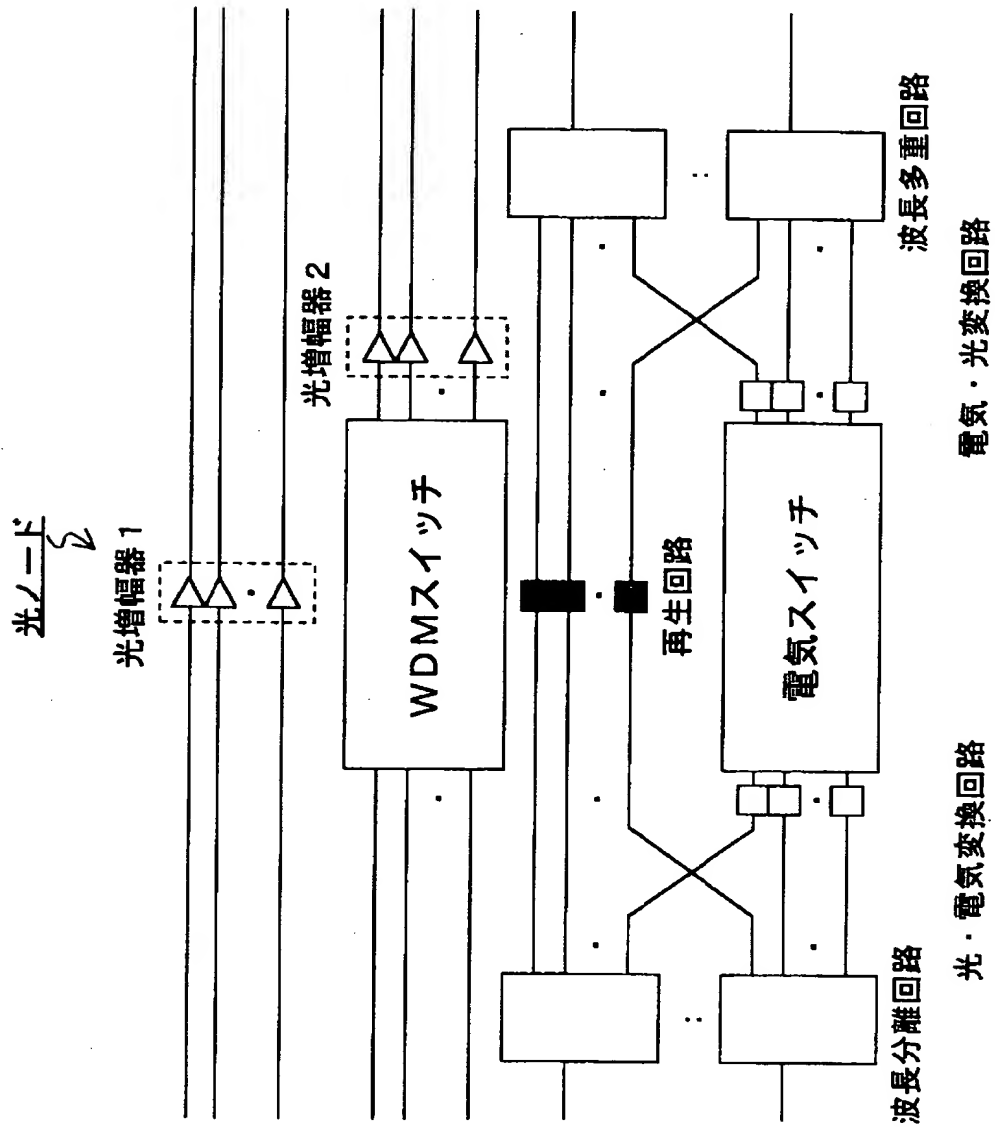 光ノード
光増幅器1
光増幅器2
WDMスイッチ
再生回路
電気スイッチ
波長多重回路
電気・光変換回路
波長分離回路
光・電気変換回路